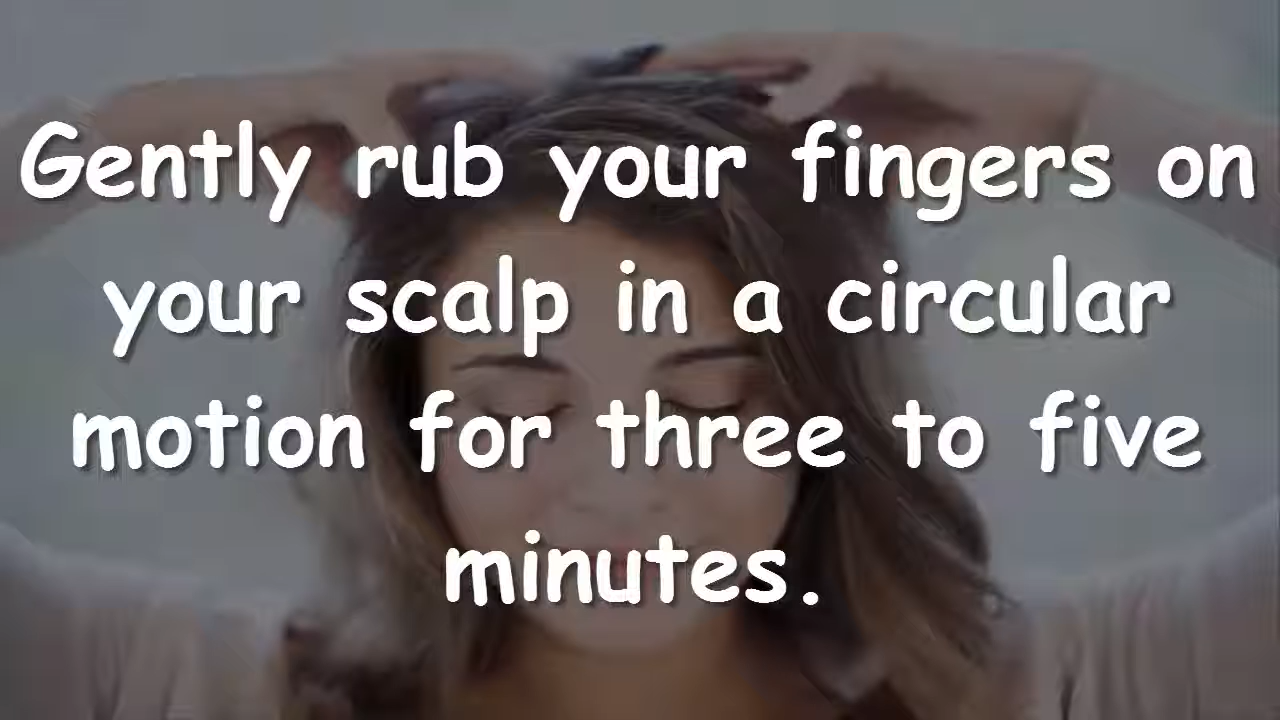 Gently rub your fingers on
your scalp in a circular
motion for three to five
minutes.